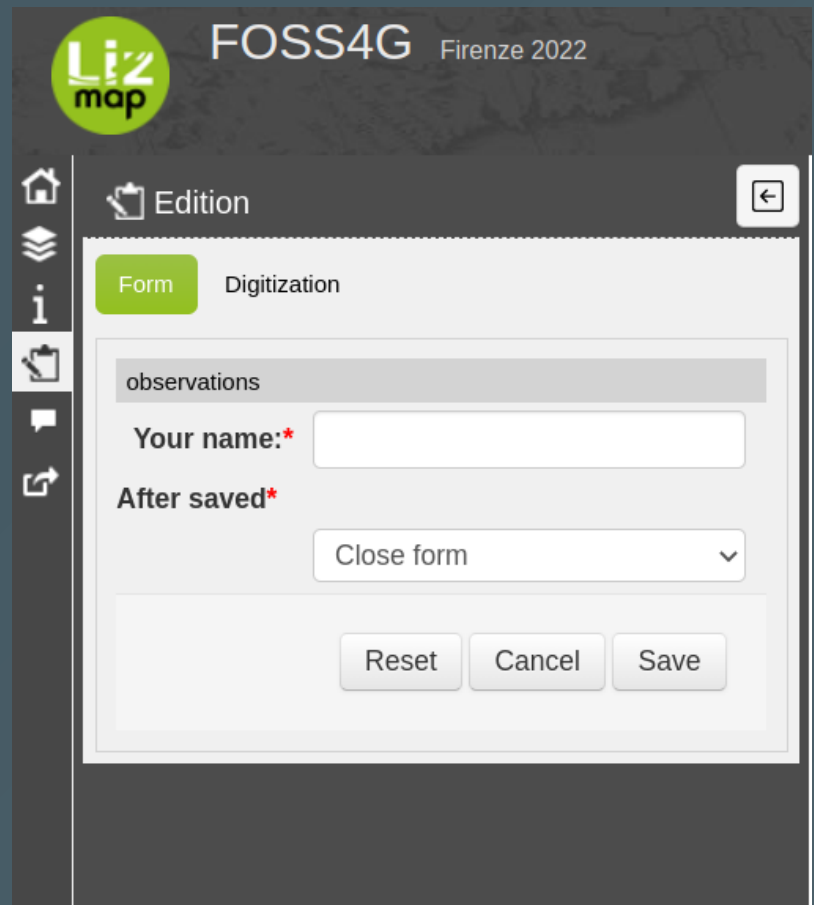 Liz
map
FOSS4G Firenze 2022
Edition
Form Digitization
observations
Your name:*
After saved*
Close form
Reset Cancel Save